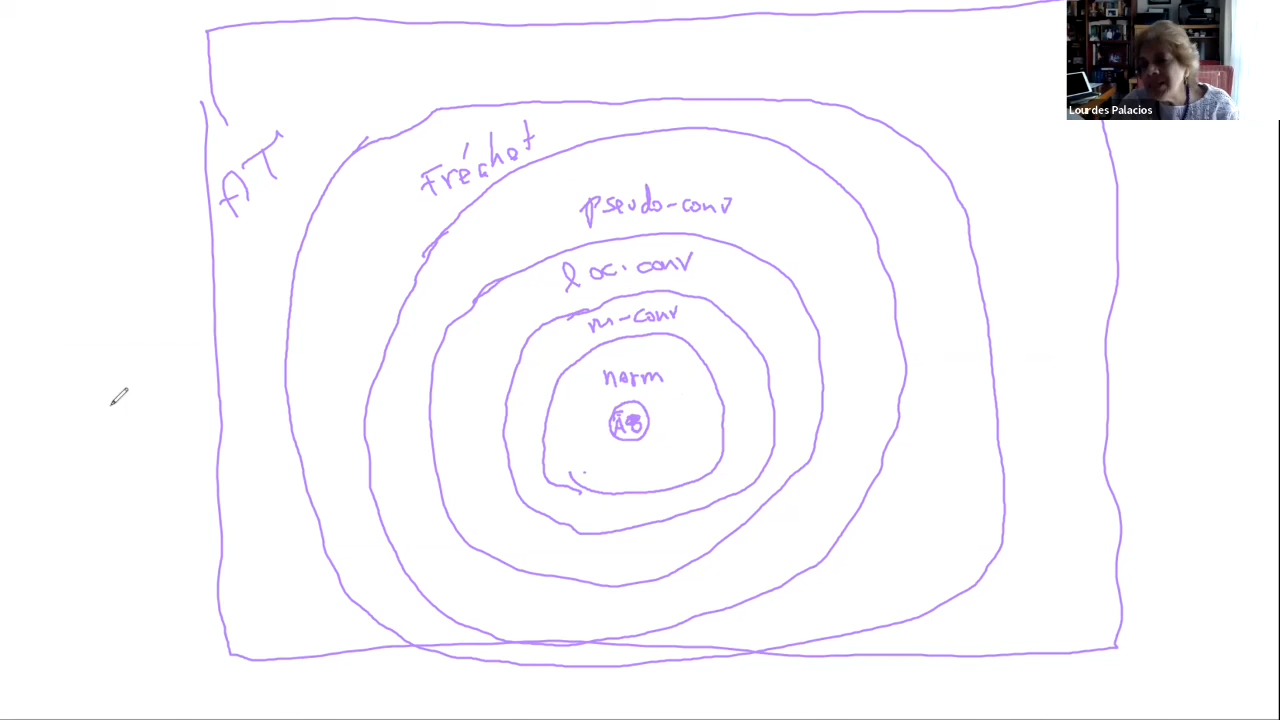 Lourdes Palacios
AT
Fréchet
pseudo-conv
loc. conv
m-conv
norm